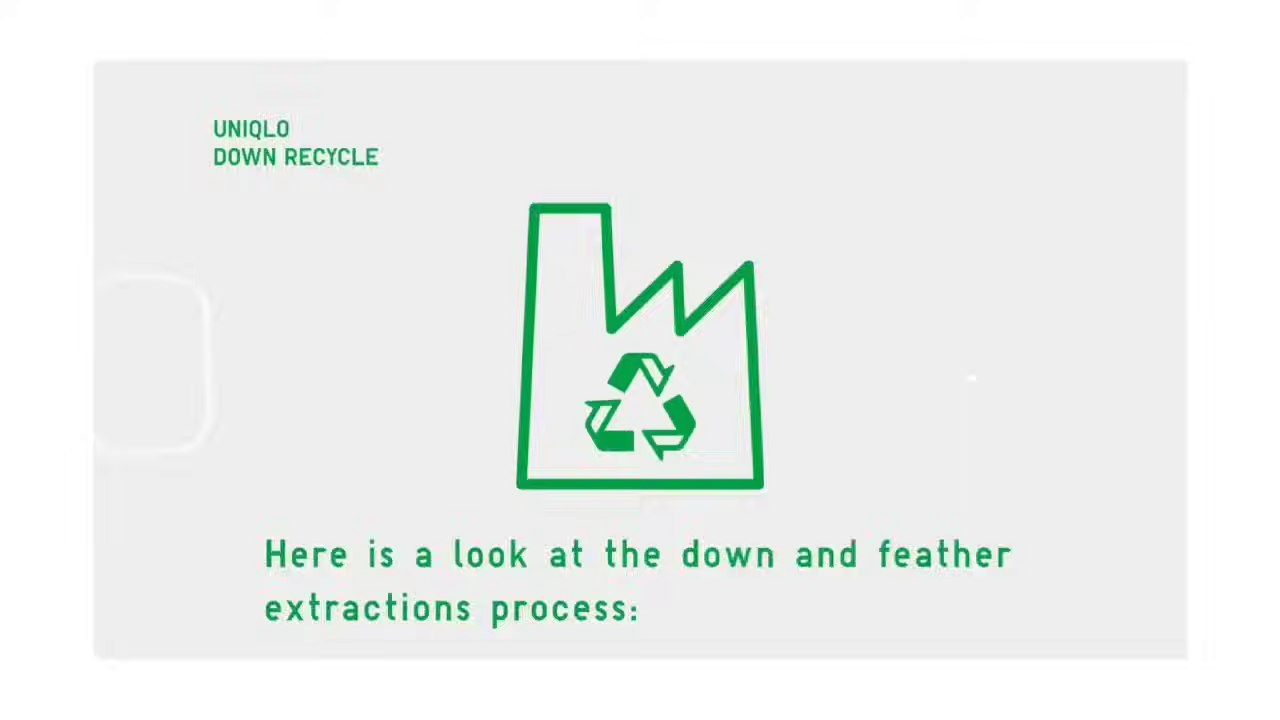 UNIQLO
DOWN RECYCLE
Here is a look at the down and feather
extractions process: